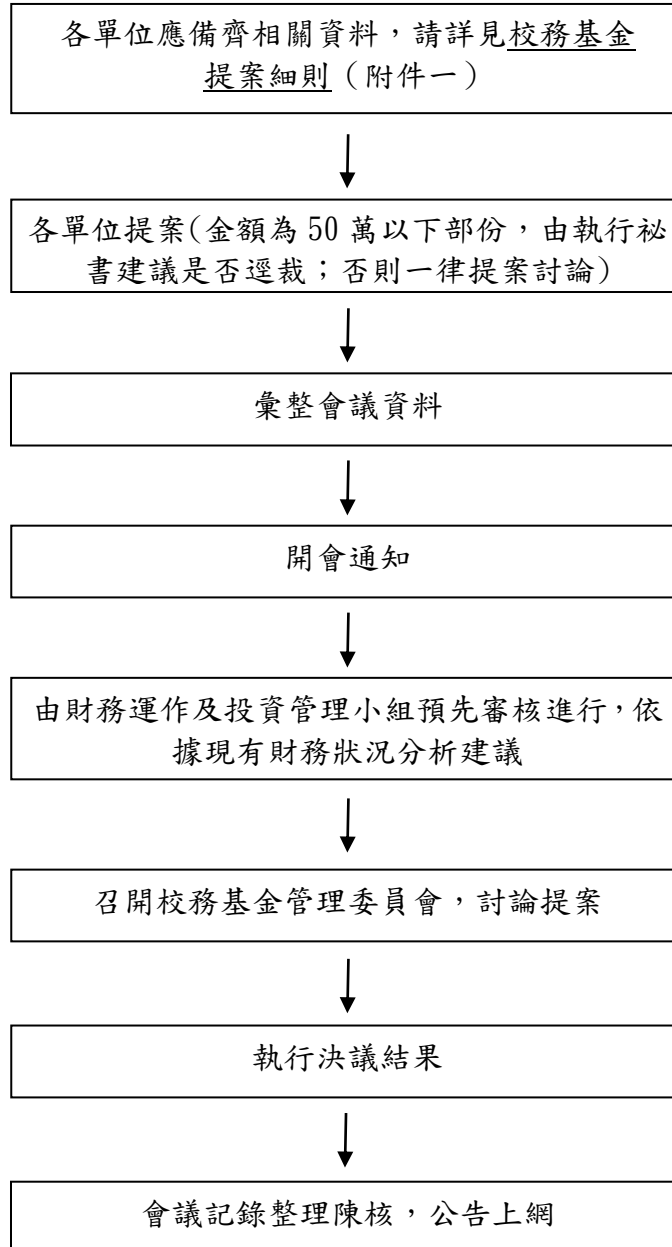 各單位應備齊相關資料，請詳見校務基金
提案細則（附件一）
各單位提案(金額為 50 萬以下部份，由執行祕
書建議是否逕裁；否則一律提案討論)
彙整會議資料
開會通知
由財務運作及投資管理小組預先審核進行，依
據現有財務狀況分析建議
召開校務基金管理委員會，討論提案
執行決議結果
會議記錄整理陳核，公告上網